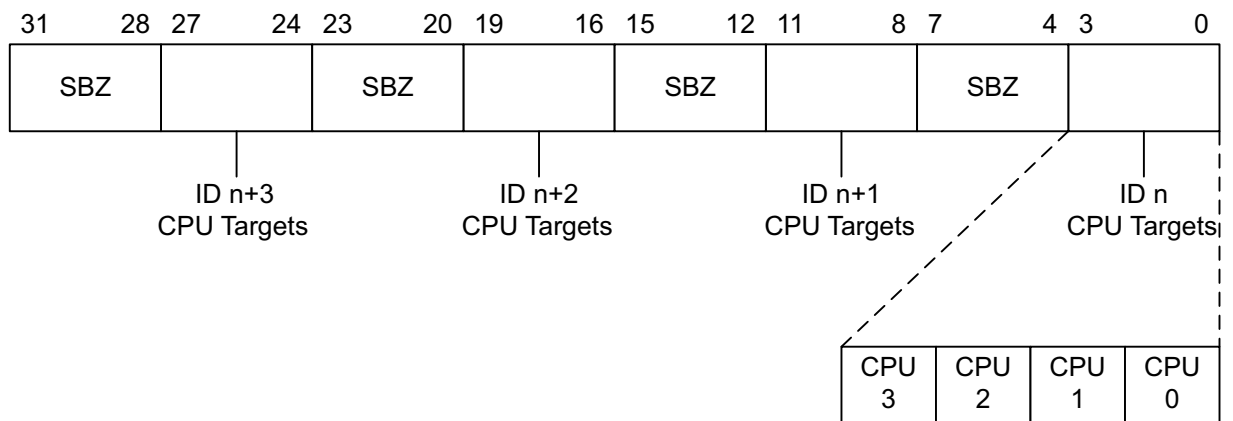 31 28 27 24 23 20 19 16 15 12 11 8 7 4 3 0
SBZ SBZ SBZ SBZ
ID n+3 ID n+2 ID n+1 ID n
CPU Targets CPU Targets CPU Targets CPU Targets
CPU CPU CPU CPU
3 2 1 0